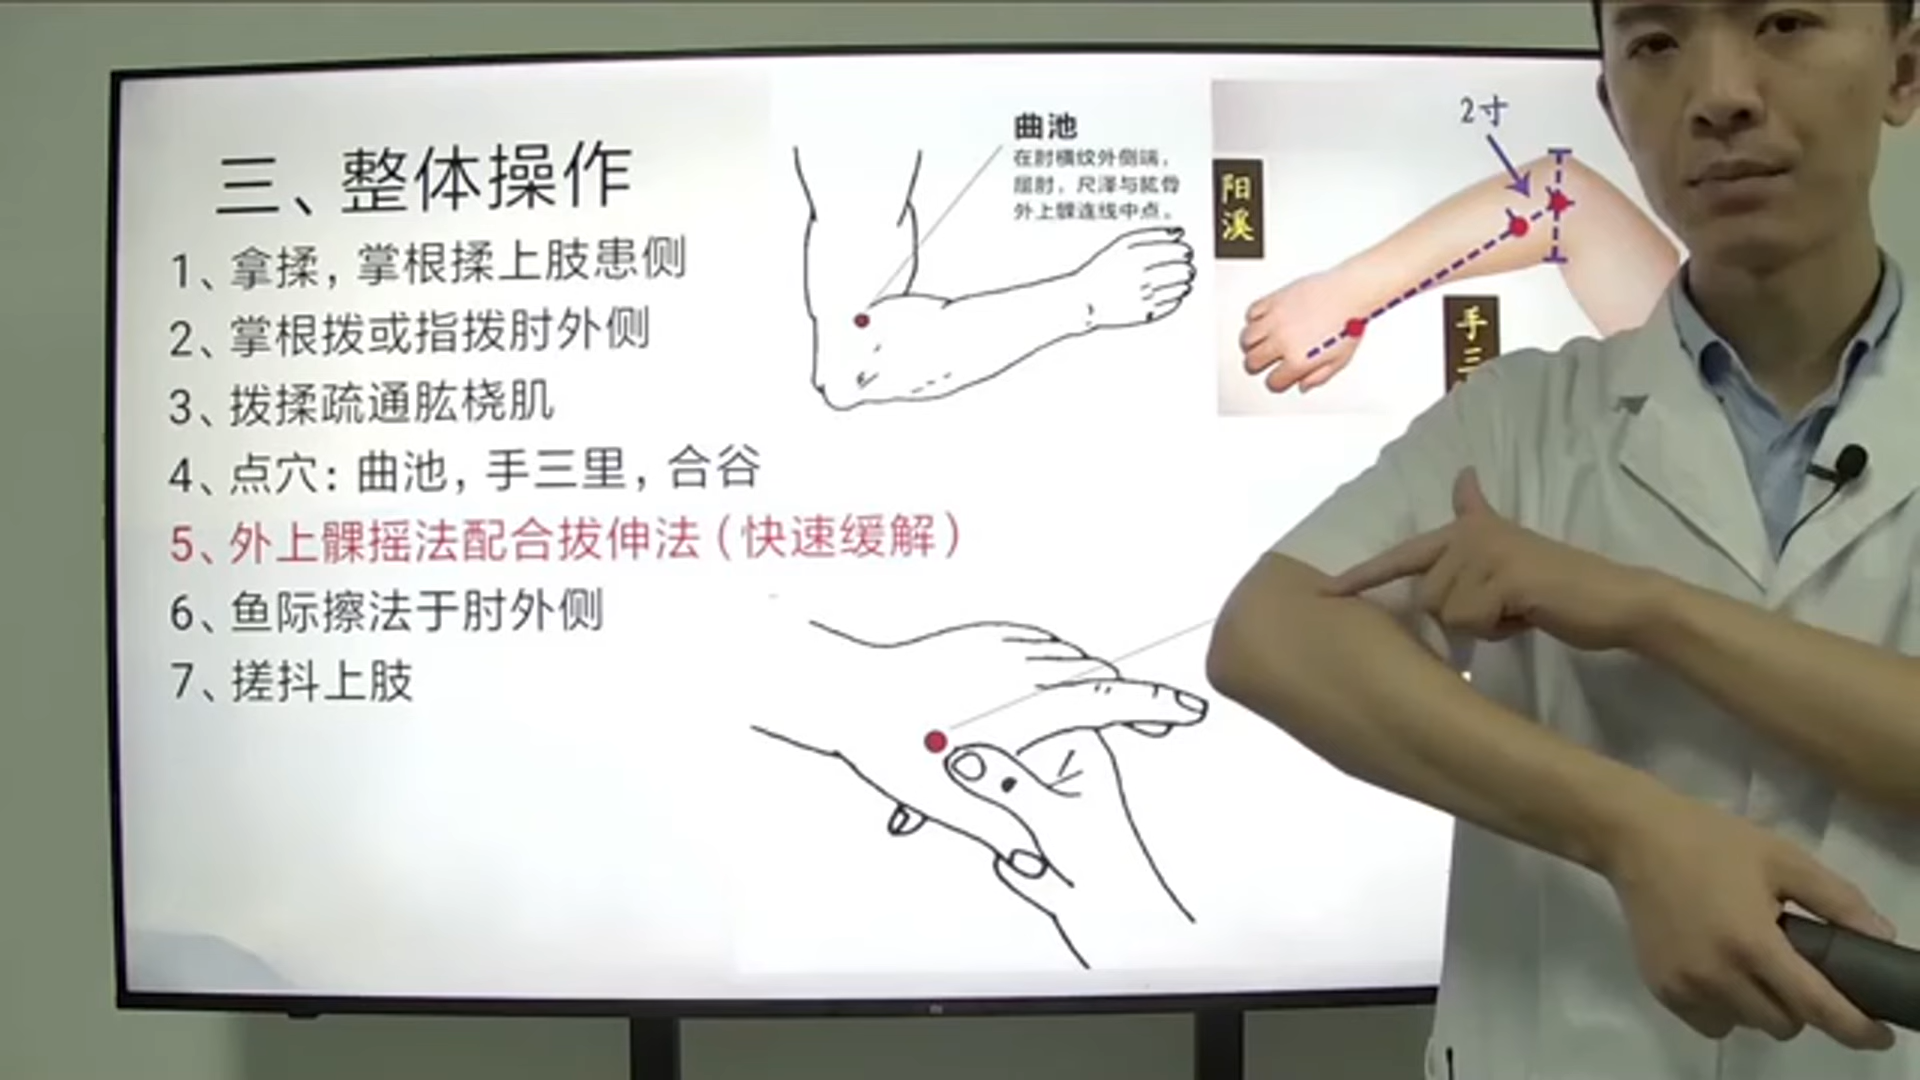 三、整体操作
1、拿揉，掌根揉上肢患侧
2、掌根拨或指拨肘外侧
3、拨揉疏通肱桡肌
4、点穴：曲池，手三里，合谷
5、外上髁摇法配合拔伸法（快速缓解）
6、鱼际擦法于肘外侧
7、搓抖上肢
曲池
在肘横纹外侧端，
屈肘，尺泽与肱骨
外上髁连线中点。
2寸
阳溪
手三